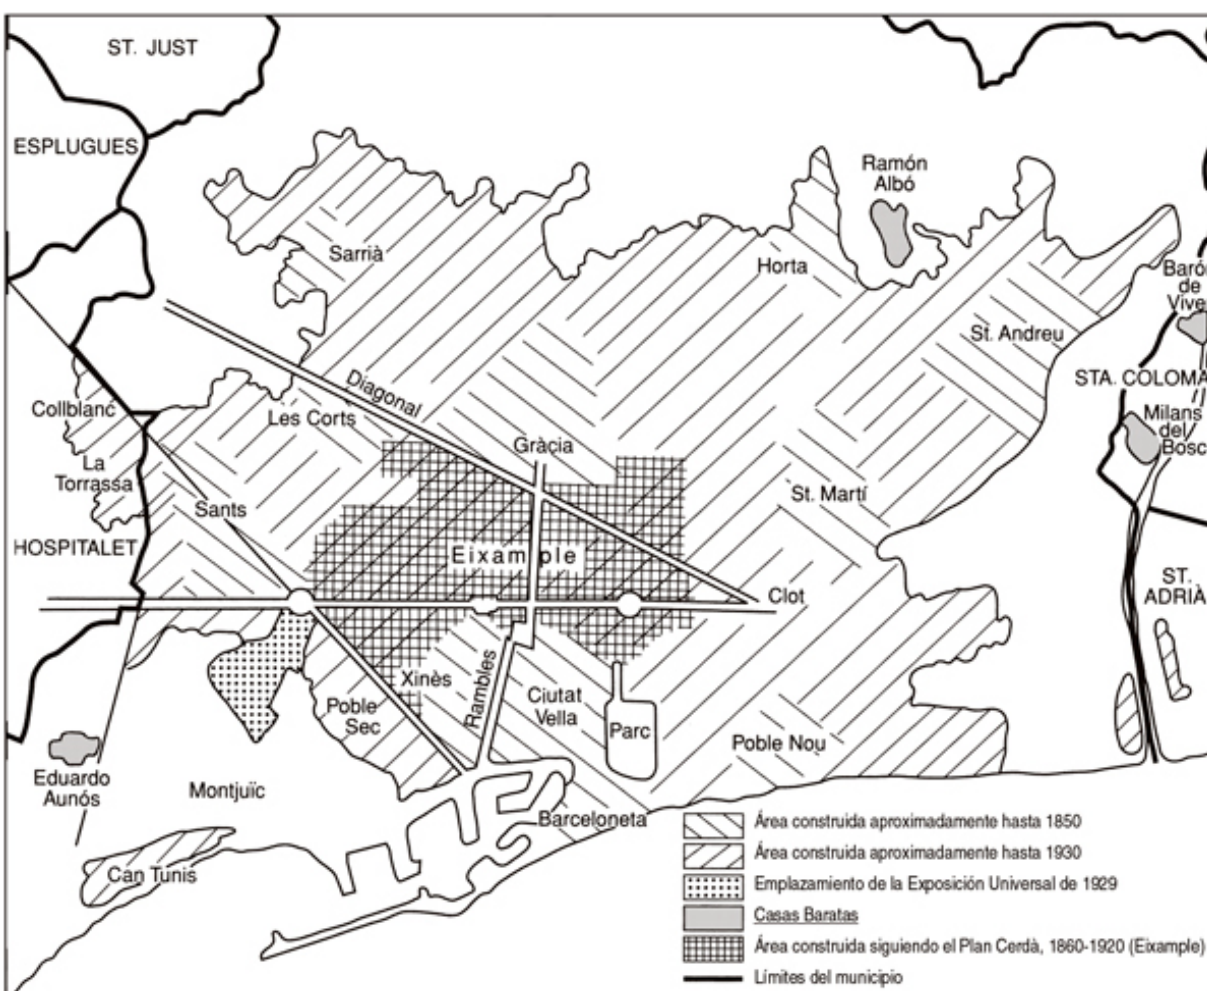 ST. JUST
ESPLUGUES
Ramón
Albó
Sarrià
Horta
Barón
de
Vive
St. Andreu
Diagonal
STA. COLOMA
Collblanc
Les Corts
Milans
del
Bosc
Gràcia
La
Torrassa
St. Martí
Sants
HOSPITALET
Eixample
ST.
ADRIÀ
Clot
Xinès
Rambles
Ciutat
Vella
Poble
Sec
Parc
Poble Nou
Eduardo
Aunós
Montjuïc
Barceloneta
Can Tunis
Área construida aproximadamente hasta 1850
Área construida aproximadamente hasta 1930
Emplazamiento de la Exposición Universal de 1929
Casas Baratas
Área construida siguiendo el Plan Cerdà, 1860-1920 (Eixample)
Límites del municipio